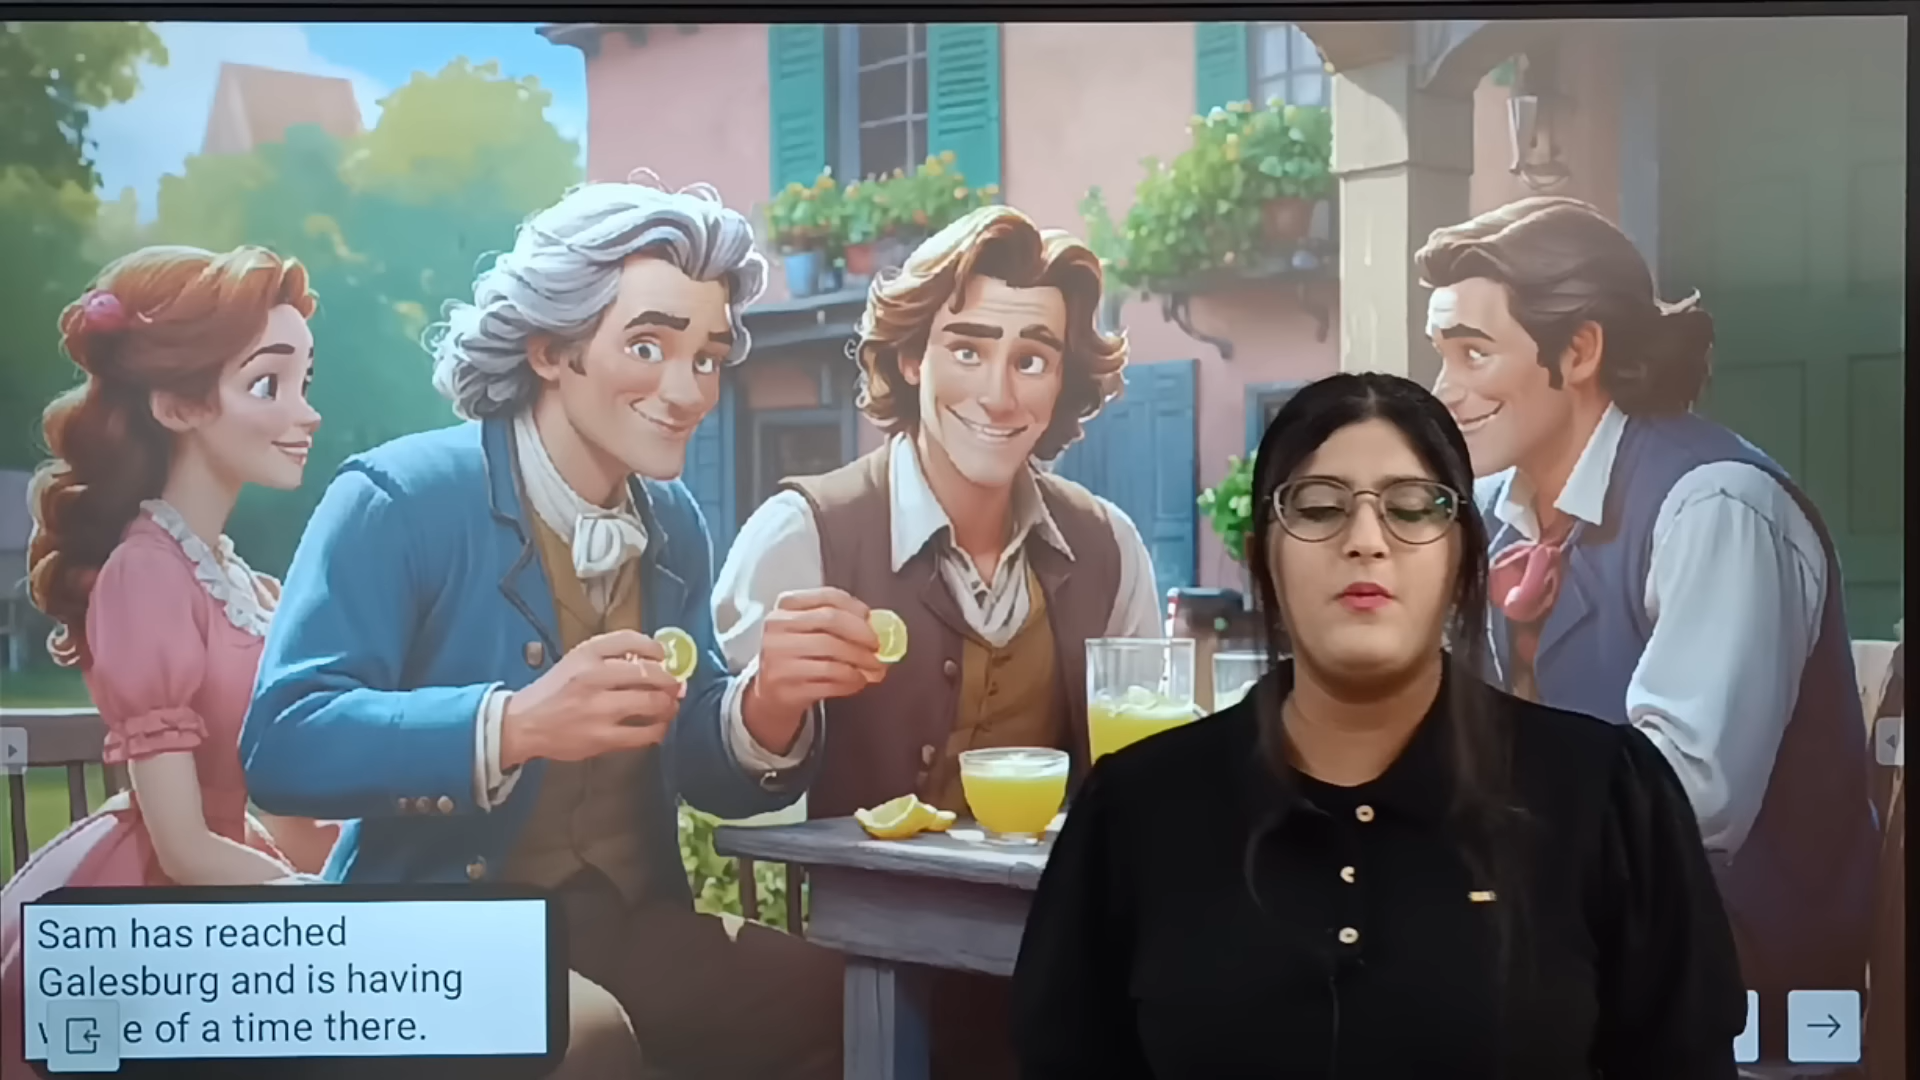 Sam has reached
Galesburg and is having
e of a time there.